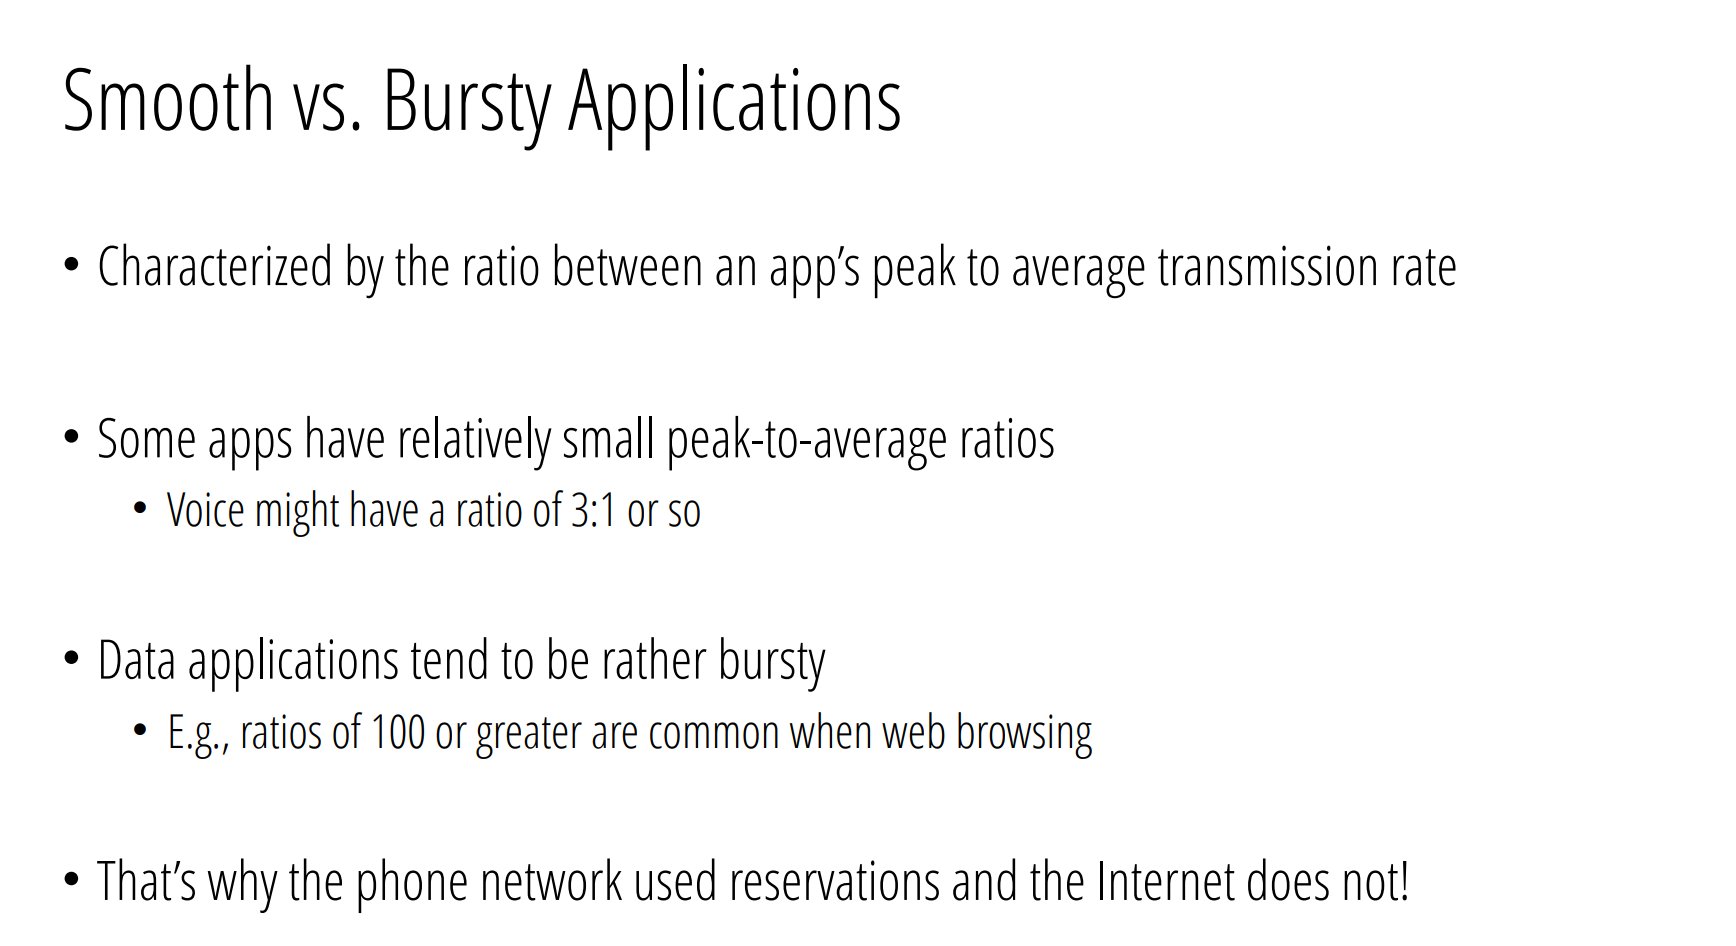 Smooth vs. Bursty Applications
• Characterized by the ratio between an app’s peak to average transmission rate
• Some apps have relatively small peak-to-average ratios
• Voice might have a ratio of 3:1 or so
• Data applications tend to be rather bursty
• E.g., ratios of 100 or greater are common when web browsing
• That’s why the phone network used reservations and the Internet does not!